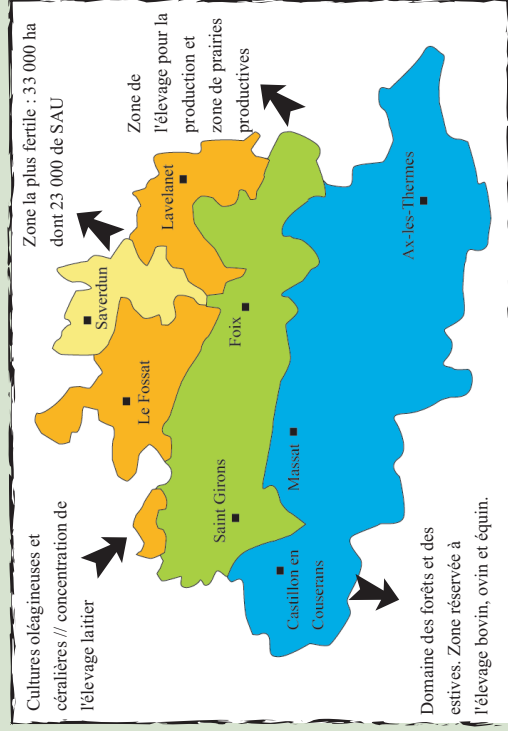 Zone la plus fertile : 33 000 ha
dont 23 000 de SAU
Cultures oléagineuses et
céralières // concentration de
l'élevage laitier
Zone de
l'élevage pour la
production et
zone de prairies
productives
Saverdun
Le Fossat
Lavelanet
Saint Girons
Foix
Massat
Castillon en
Couserans
Ax-les-Thermes
Domaine des forêts et des
estives. Zone réservée à
l'élevage bovin, ovin et équin.